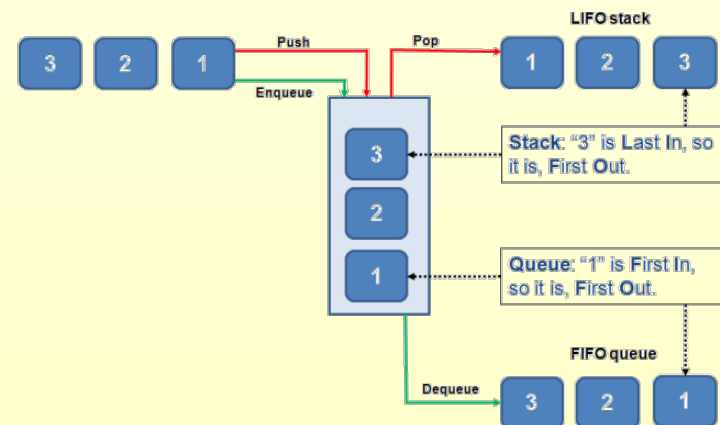 LIFO stack
3 2 1
Push
Pop
1 2 3
Enqueue
Stack: “3” is Last In, so
it is, First Out.
3
2
1
Queue: “1” is First In,
so it is, First Out.
FIFO queue
Dequeue
3 2 1